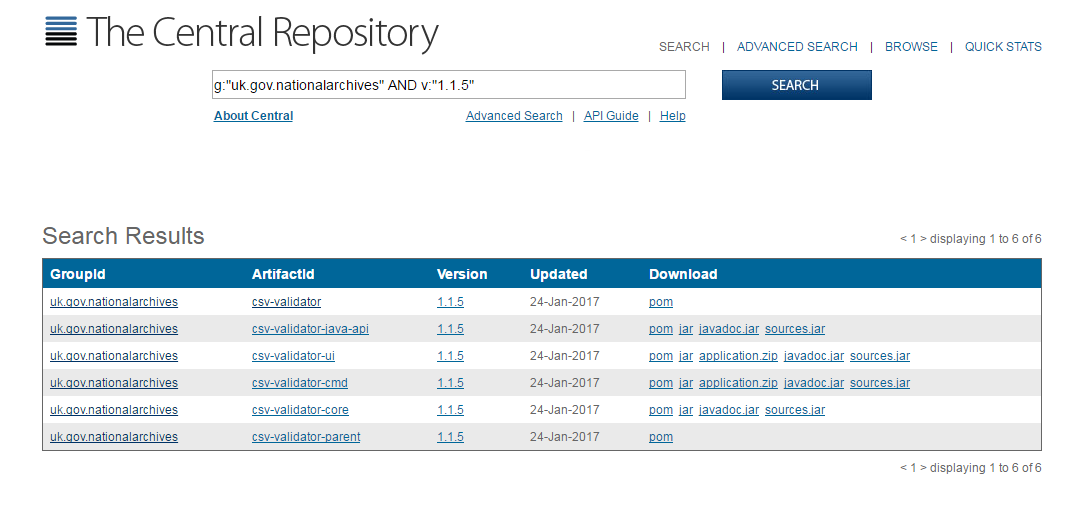 The Central Repository
SEARCH | ADVANCED SEARCH | BROWSE | QUICK STATS
g:"uk.gov.nationalarchives" AND v:"1.1.5" SEARCH
About Central Advanced Search | API Guide | Help
Search Results < 1 > displaying 1 to 6 of 6
GroupId ArtifactId Version Updated Download
uk.gov.nationalarchives csv-validator 1.1.5 24-Jan-2017 pom
uk.gov.nationalarchives csv-validator-java-api 1.1.5 24-Jan-2017 pom jar javadoc.jar sources.jar
uk.gov.nationalarchives csv-validator-ui 1.1.5 24-Jan-2017 pom jar application.zip javadoc.jar sources.jar
uk.gov.nationalarchives csv-validator-cmd 1.1.5 24-Jan-2017 pom jar application.zip javadoc.jar sources.jar
uk.gov.nationalarchives csv-validator-core 1.1.5 24-Jan-2017 pom jar javadoc.jar sources.jar
uk.gov.nationalarchives csv-validator-parent 1.1.5 24-Jan-2017 pom
< 1 > displaying 1 to 6 of 6